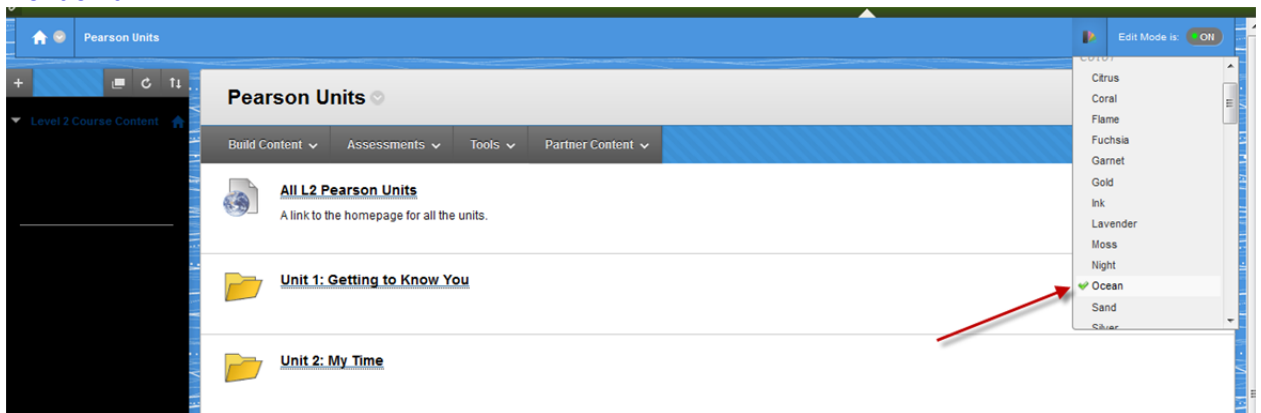 Pearson Units
Edit Mode is: ON
Level 2 Course Content
Pearson Units
Build Content
Assessments
Tools
Partner Content
All L2 Pearson Units
A link to the homepage for all the units.
Unit 1: Getting to Know You
Unit 2: My Time
Color
Citrus
Coral
Flame
Fuchsia
Garnet
Gold
Ink
Lavender
Moss
Night
Ocean
Sand
Silver